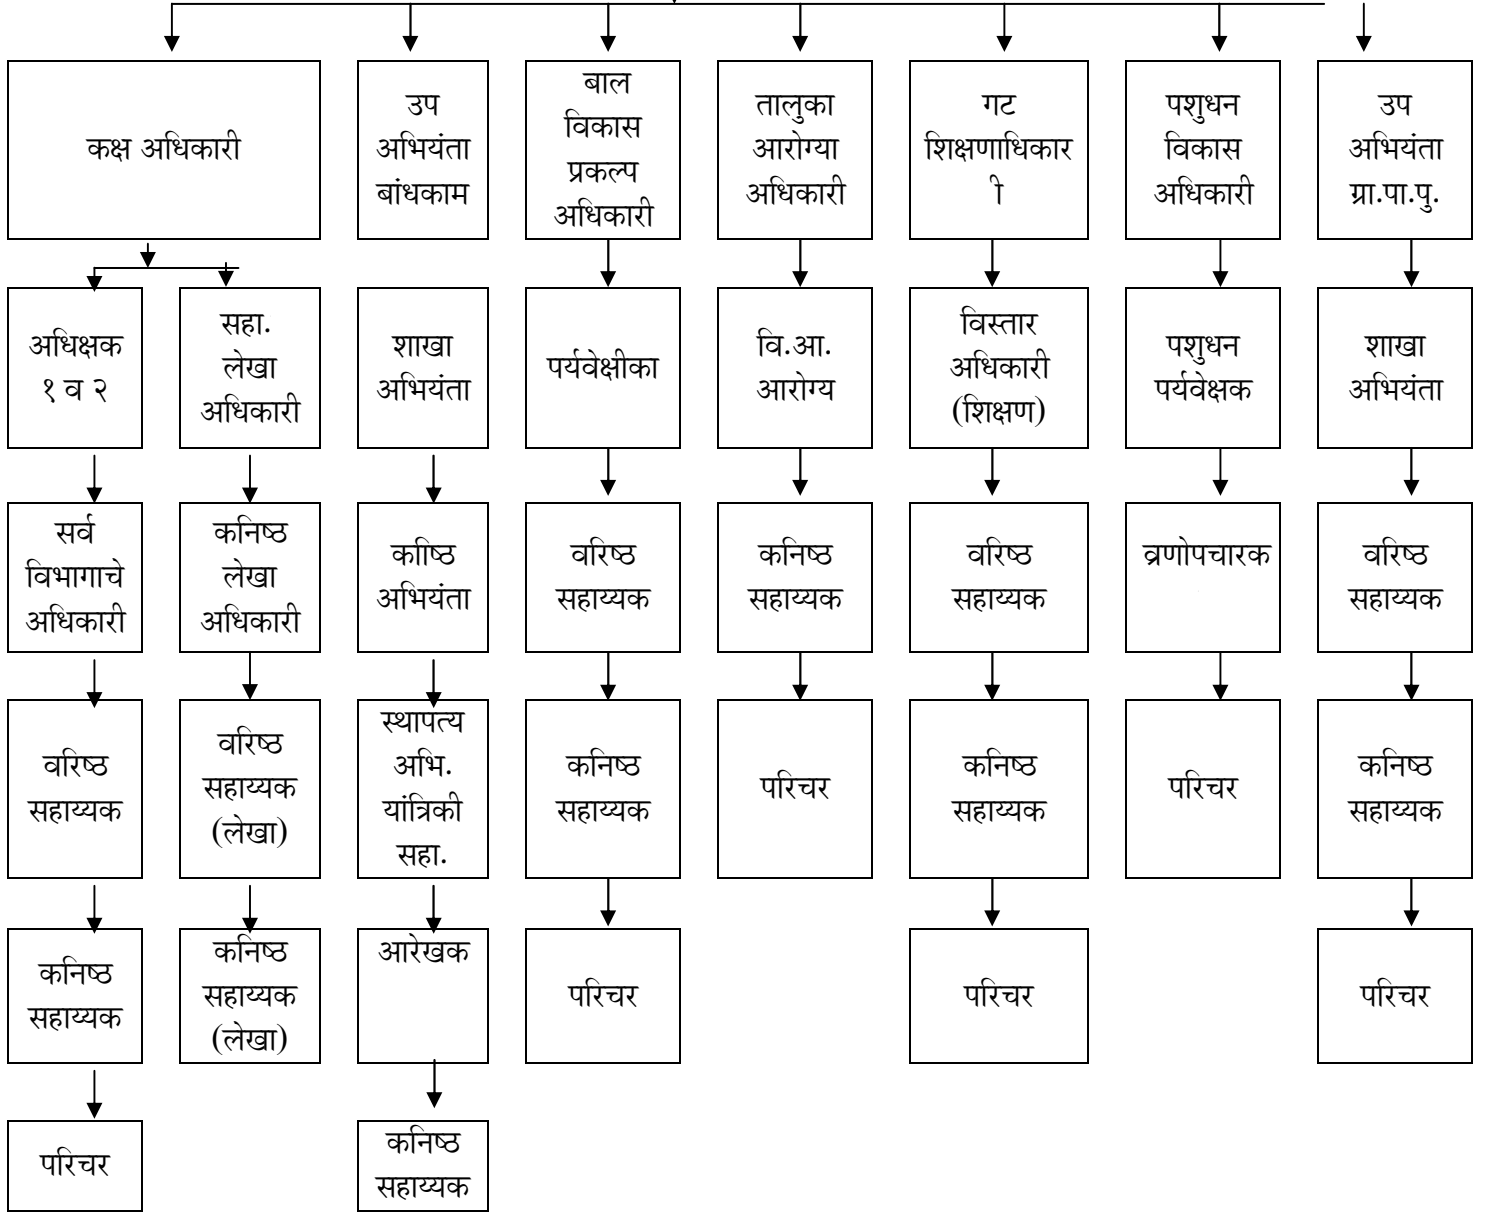 कक्ष अधिकारी
उप
अभियंता
बांधकाम
बाल
विकास
प्रकल्प
अधिकारी
तालुका
आरोग्या
अधिकारी
गट
शिक्षणाधिकार
ी
पशुधन
विकास
अधिकारी
उप
अभियंता
ग्रा.पा.पु.
अधिक्षक
१ व २
सहा.
लेखा
अधिकारी
शाखा
अभियंता
पर्यवेक्षीका
वि.आ.
आरोग्य
विस्तार
अधिकारी
(शिक्षण)
पशुधन
पर्यवेक्षक
शाखा
अभियंता
सर्व
विभागाचे
अधिकारी
कनिष्ठ
लेखा
अधिकारी
काष्ठि
अभियंता
वरिष्ठ
सहाय्यक
कनिष्ठ
सहाय्यक
वरिष्ठ
सहाय्यक
व्रणोपचारक
वरिष्ठ
सहाय्यक
वरिष्ठ
सहाय्यक
वरिष्ठ
सहाय्यक
(लेखा)
स्थापत्य
अभि.
यांत्रिकी
सहा.
कनिष्ठ
सहाय्यक
परिचर
कनिष्ठ
सहाय्यक
परिचर
कनिष्ठ
सहाय्यक
कनिष्ठ
सहाय्यक
कनिष्ठ
सहाय्यक
(लेखा)
आरेखक
परिचर
परिचर
परिचर
परिचर
कनिष्ठ
सहाय्यक